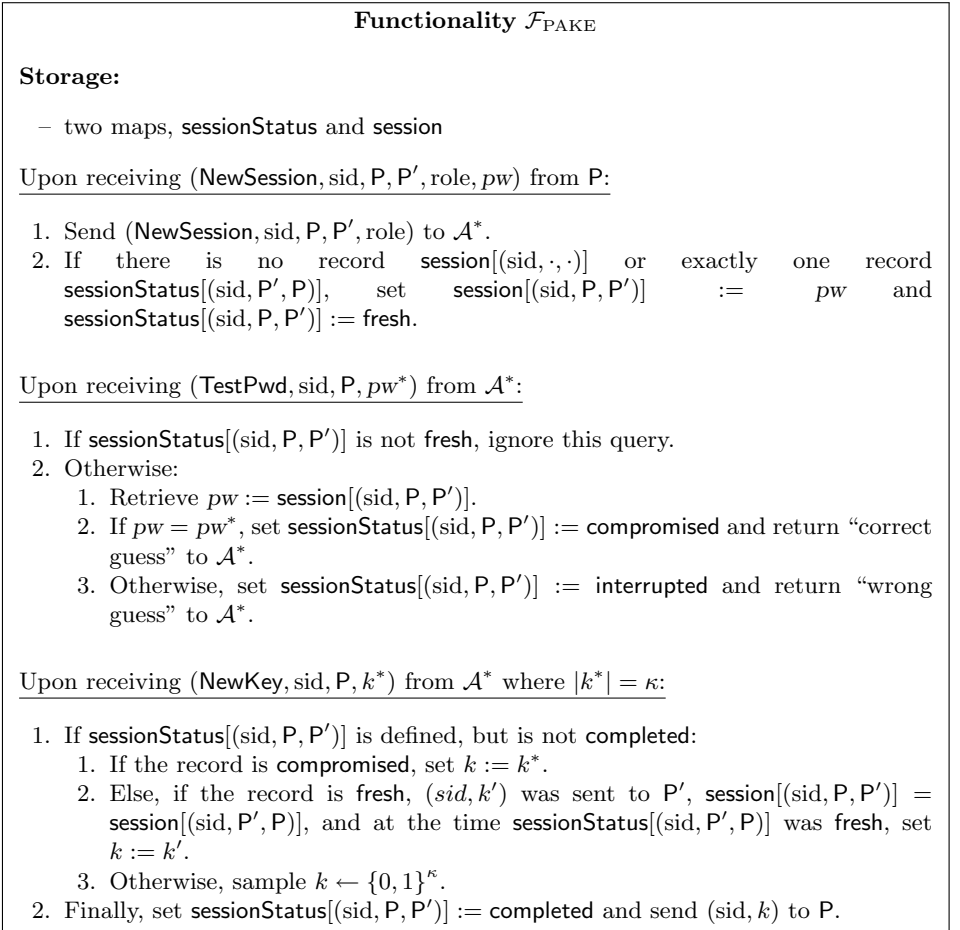 Functionality 𝓕PAKE
Storage:
– two maps, sessionStatus and session
Upon receiving (NewSession, sid, P, P′, role, pw) from P:
1. Send (NewSession, sid, P, P′, role) to 𝒜*.
2. If there is no record session[(sid, ·, ·)] or exactly one record
sessionStatus[(sid, P′, P)], set session[(sid, P, P′)] := pw and
sessionStatus[(sid, P, P′)] := fresh.
Upon receiving (TestPwd, sid, P, pw*) from 𝒜*:
1. If sessionStatus[(sid, P, P′)] is not fresh, ignore this query.
2. Otherwise:
1. Retrieve pw := session[(sid, P, P′)].
2. If pw = pw*, set sessionStatus[(sid, P, P′)] := compromised and return “correct
guess” to 𝒜*.
3. Otherwise, set sessionStatus[(sid, P, P′)] := interrupted and return “wrong
guess” to 𝒜*.
Upon receiving (NewKey, sid, P, k*) from 𝒜* where |k*| = κ:
1. If sessionStatus[(sid, P, P′)] is defined, but is not completed:
1. If the record is compromised, set k := k*.
2. Else, if the record is fresh, (sid, k′) was sent to P′, session[(sid, P, P′)] =
session[(sid, P′, P)], and at the time sessionStatus[(sid, P′, P)] was fresh, set
k := k′.
3. Otherwise, sample k ← {0, 1}^κ.
2. Finally, set sessionStatus[(sid, P, P′)] := completed and send (sid, k) to P.